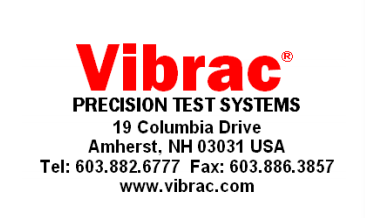 Vibrac®
PRECISION TEST SYSTEMS
19 Columbia Drive
Amherst, NH 03031 USA
Tel: 603.882.6777 Fax: 603.886.3857
www.vibrac.com